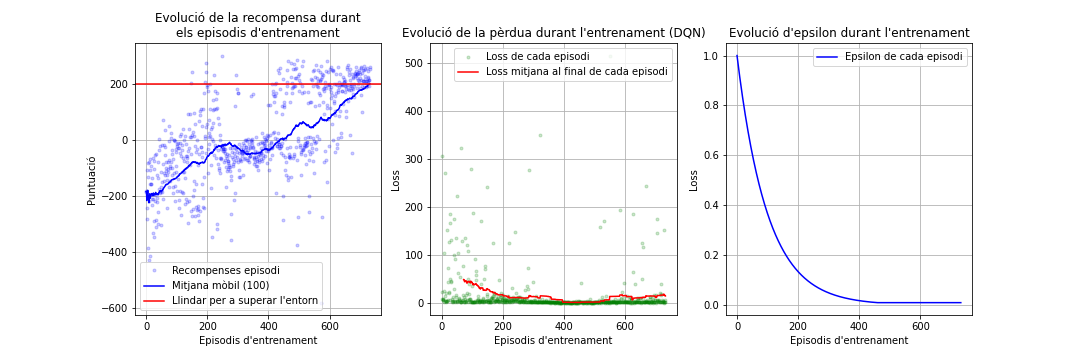 Evolució de la recompensa durant
els episodis d'entrenament
Puntuació
200
0
−200
−400
−600
Recompenses episodi
Mitjana mòbil (100)
Llindar per a superar l'entorn
0
200
400
600
Episodis d'entrenament
Evolució de la pèrdua durant l'entrenament (DQN)
Loss
500
400
300
200
100
0
Loss de cada episodi
Loss mitjana al final de cada episodi
0
200
400
600
Episodis d'entrenament
Evolució d'epsilon durant l'entrenament
Loss
1.0
0.8
0.6
0.4
0.2
0.0
Epsilon de cada episodi
0
200
400
600
Episodis d'entrenament